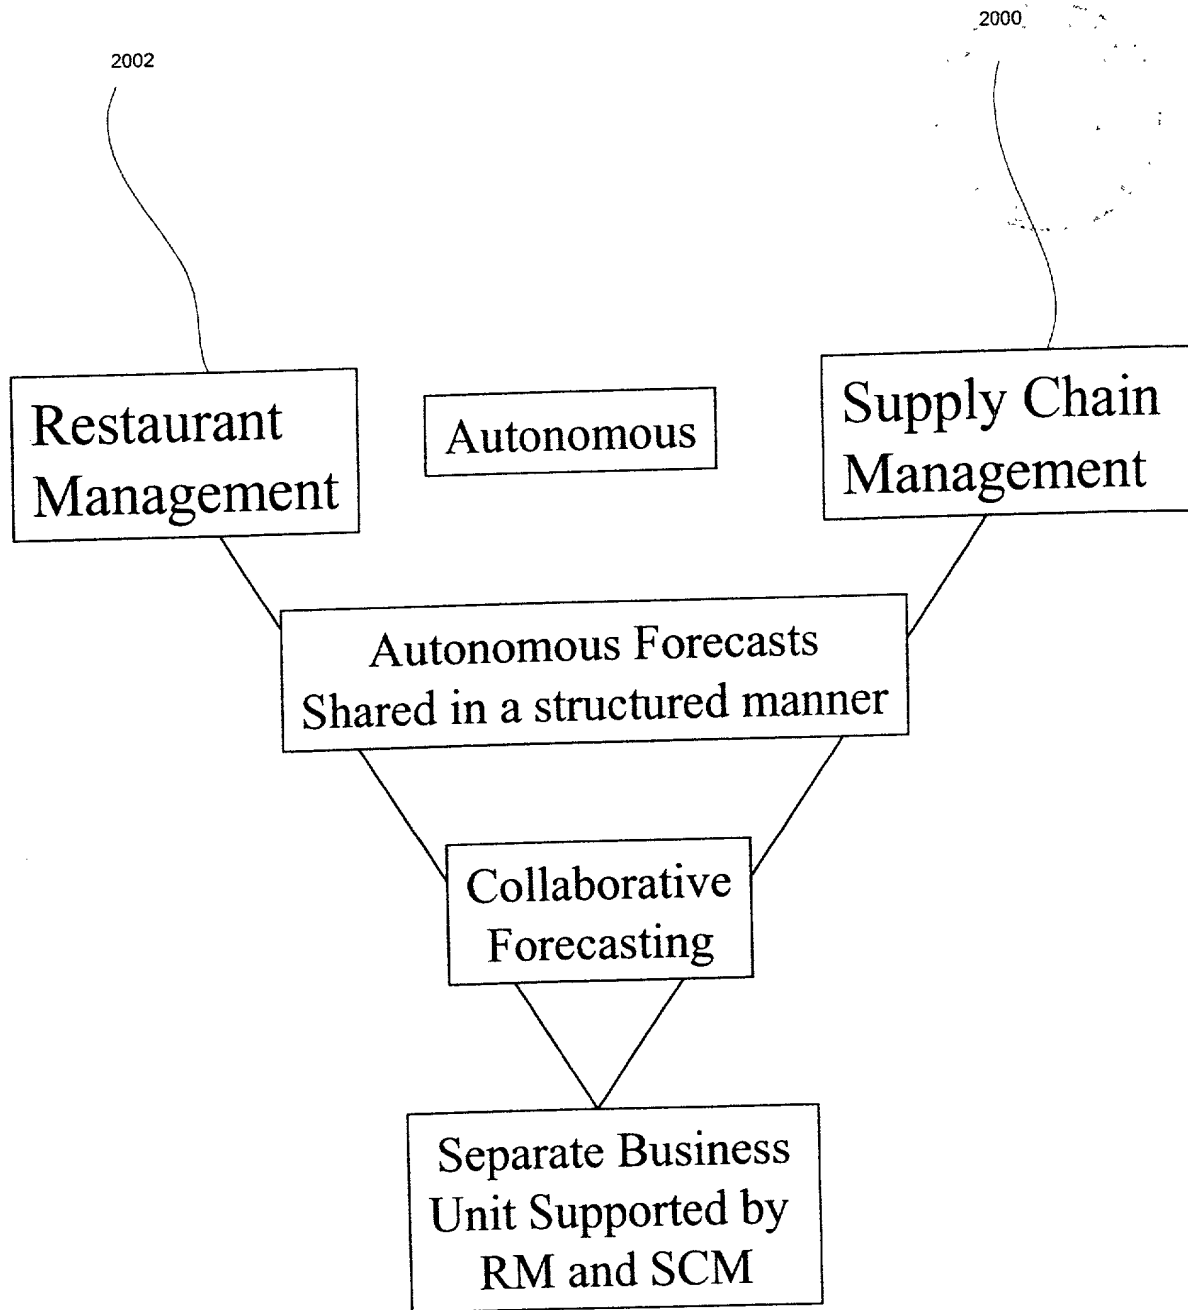 2002
2000
Restaurant
Management
Autonomous
Supply Chain
Management
Autonomous Forecasts
Shared in a structured manner
Collaborative
Forecasting
Separate Business
Unit Supported by
RM and SCM